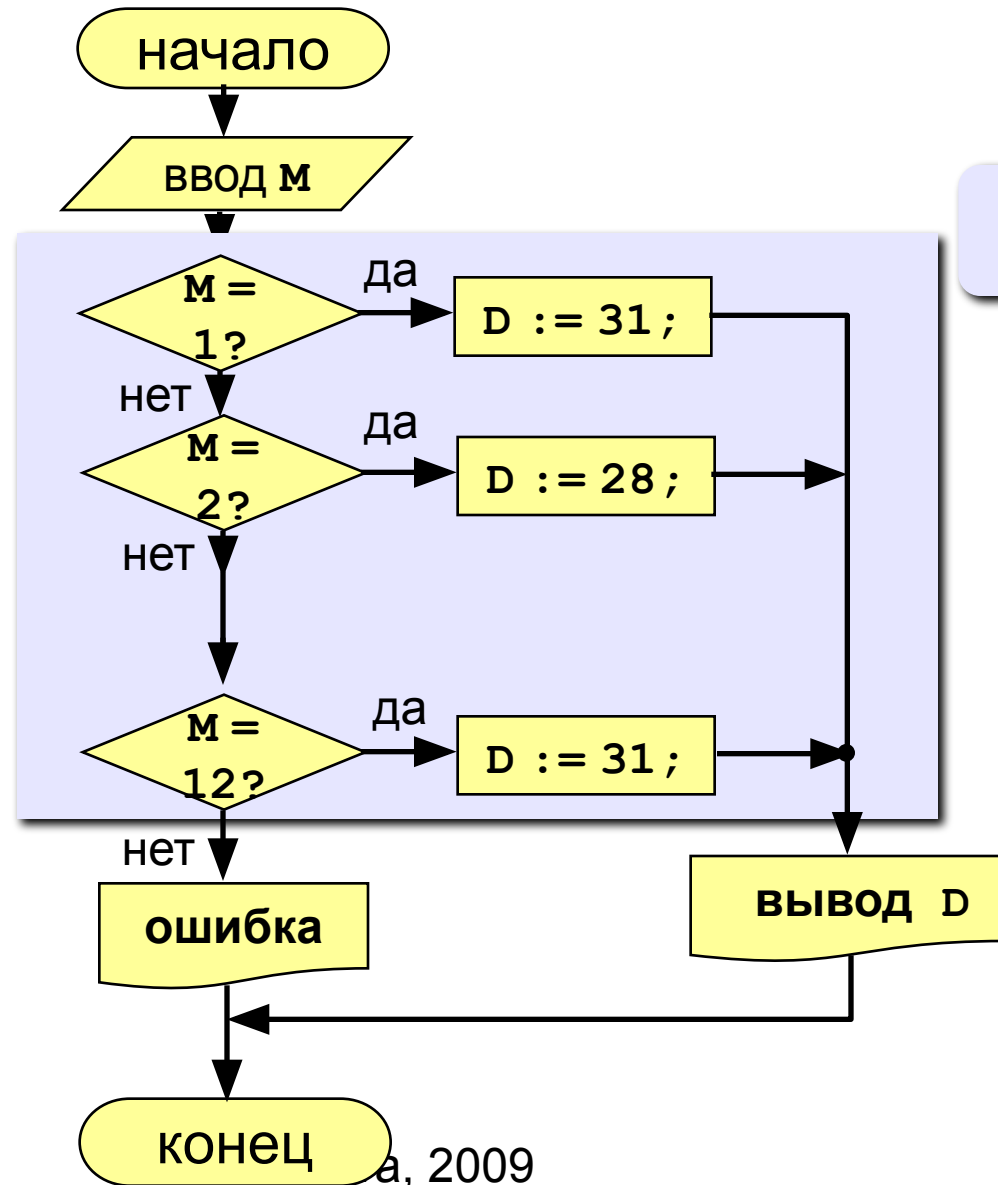 начало
ввод M
M =
1?
да
D := 31;
нет
M =
2?
да
D := 28;
нет
M =
12?
да
D := 31;
нет
ошибка
вывод D
конец
а, 2009